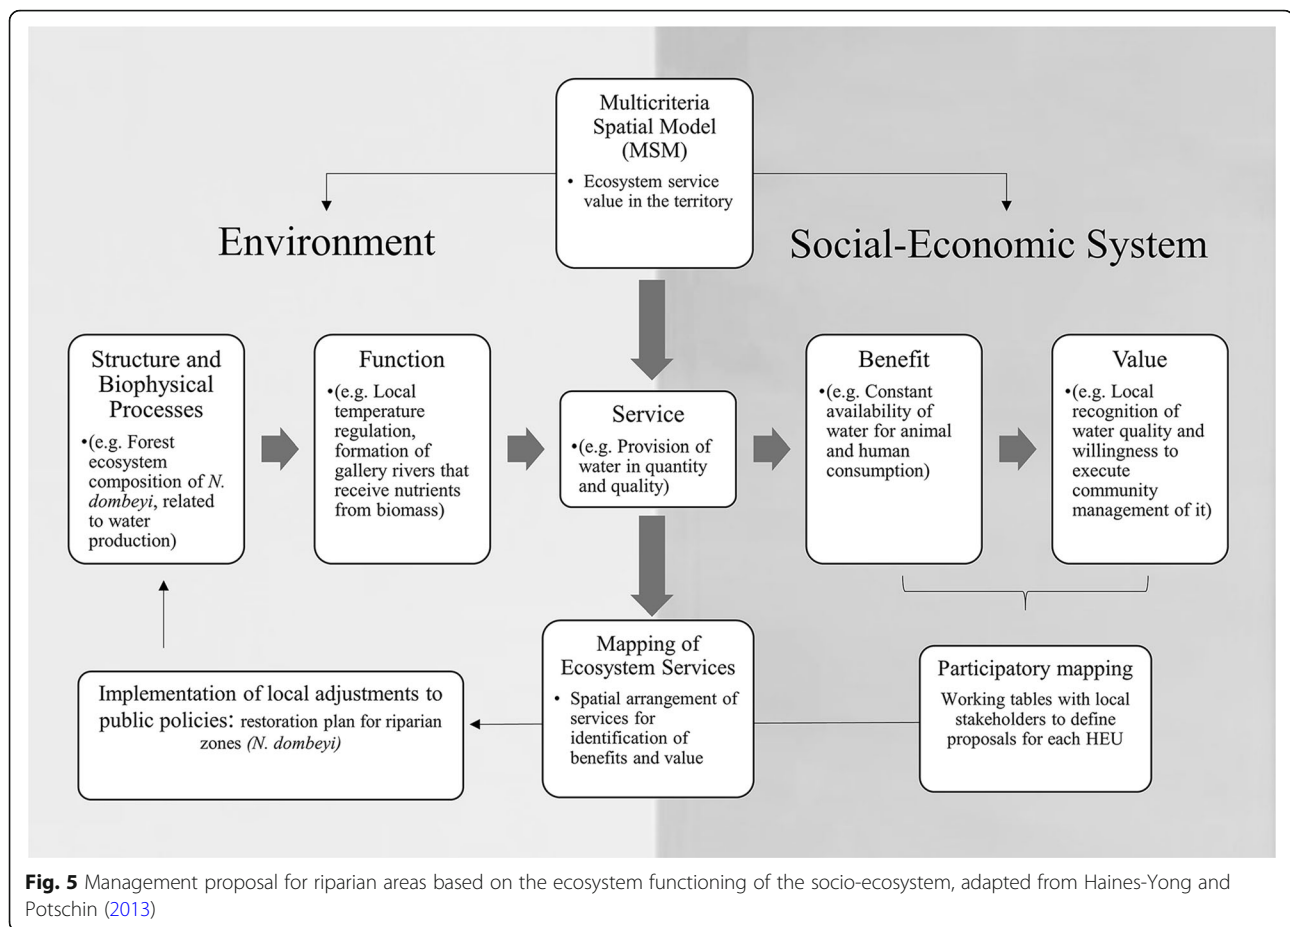 Multicriteria
Spatial Model
(MSM)
• Ecosystem service
value in the territory
Environment
Social-Economic System
Structure and
Biophysical
Processes
•(e.g. Forest
ecosystem
composition of N.
dombeyi, related
to water
production)
Function
•(e.g. Local
temperature
regulation,
formation of
gallery rivers that
receive nutrients
from biomass)
Service
•(e.g. Provision of
water in quantity
and quality)
Benefit
•(e.g. Constant
availability of
water for animal
and human
consumption)
Value
•(e.g. Local
recognition of
water quality and
willingness to
execute
community
management of it)
Implementation of local adjustments to
public policies: restoration plan for riparian
zones (N. dombeyi)
Mapping of
Ecosystem Services
• Spatial arrangement of
services for
identification of
benefits and value
Participatory mapping
Working tables with local
stakeholders to define
proposals for each HEU
Fig. 5 Management proposal for riparian areas based on the ecosystem functioning of the socio-ecosystem, adapted from Haines-Yong and
Potschin (2013)